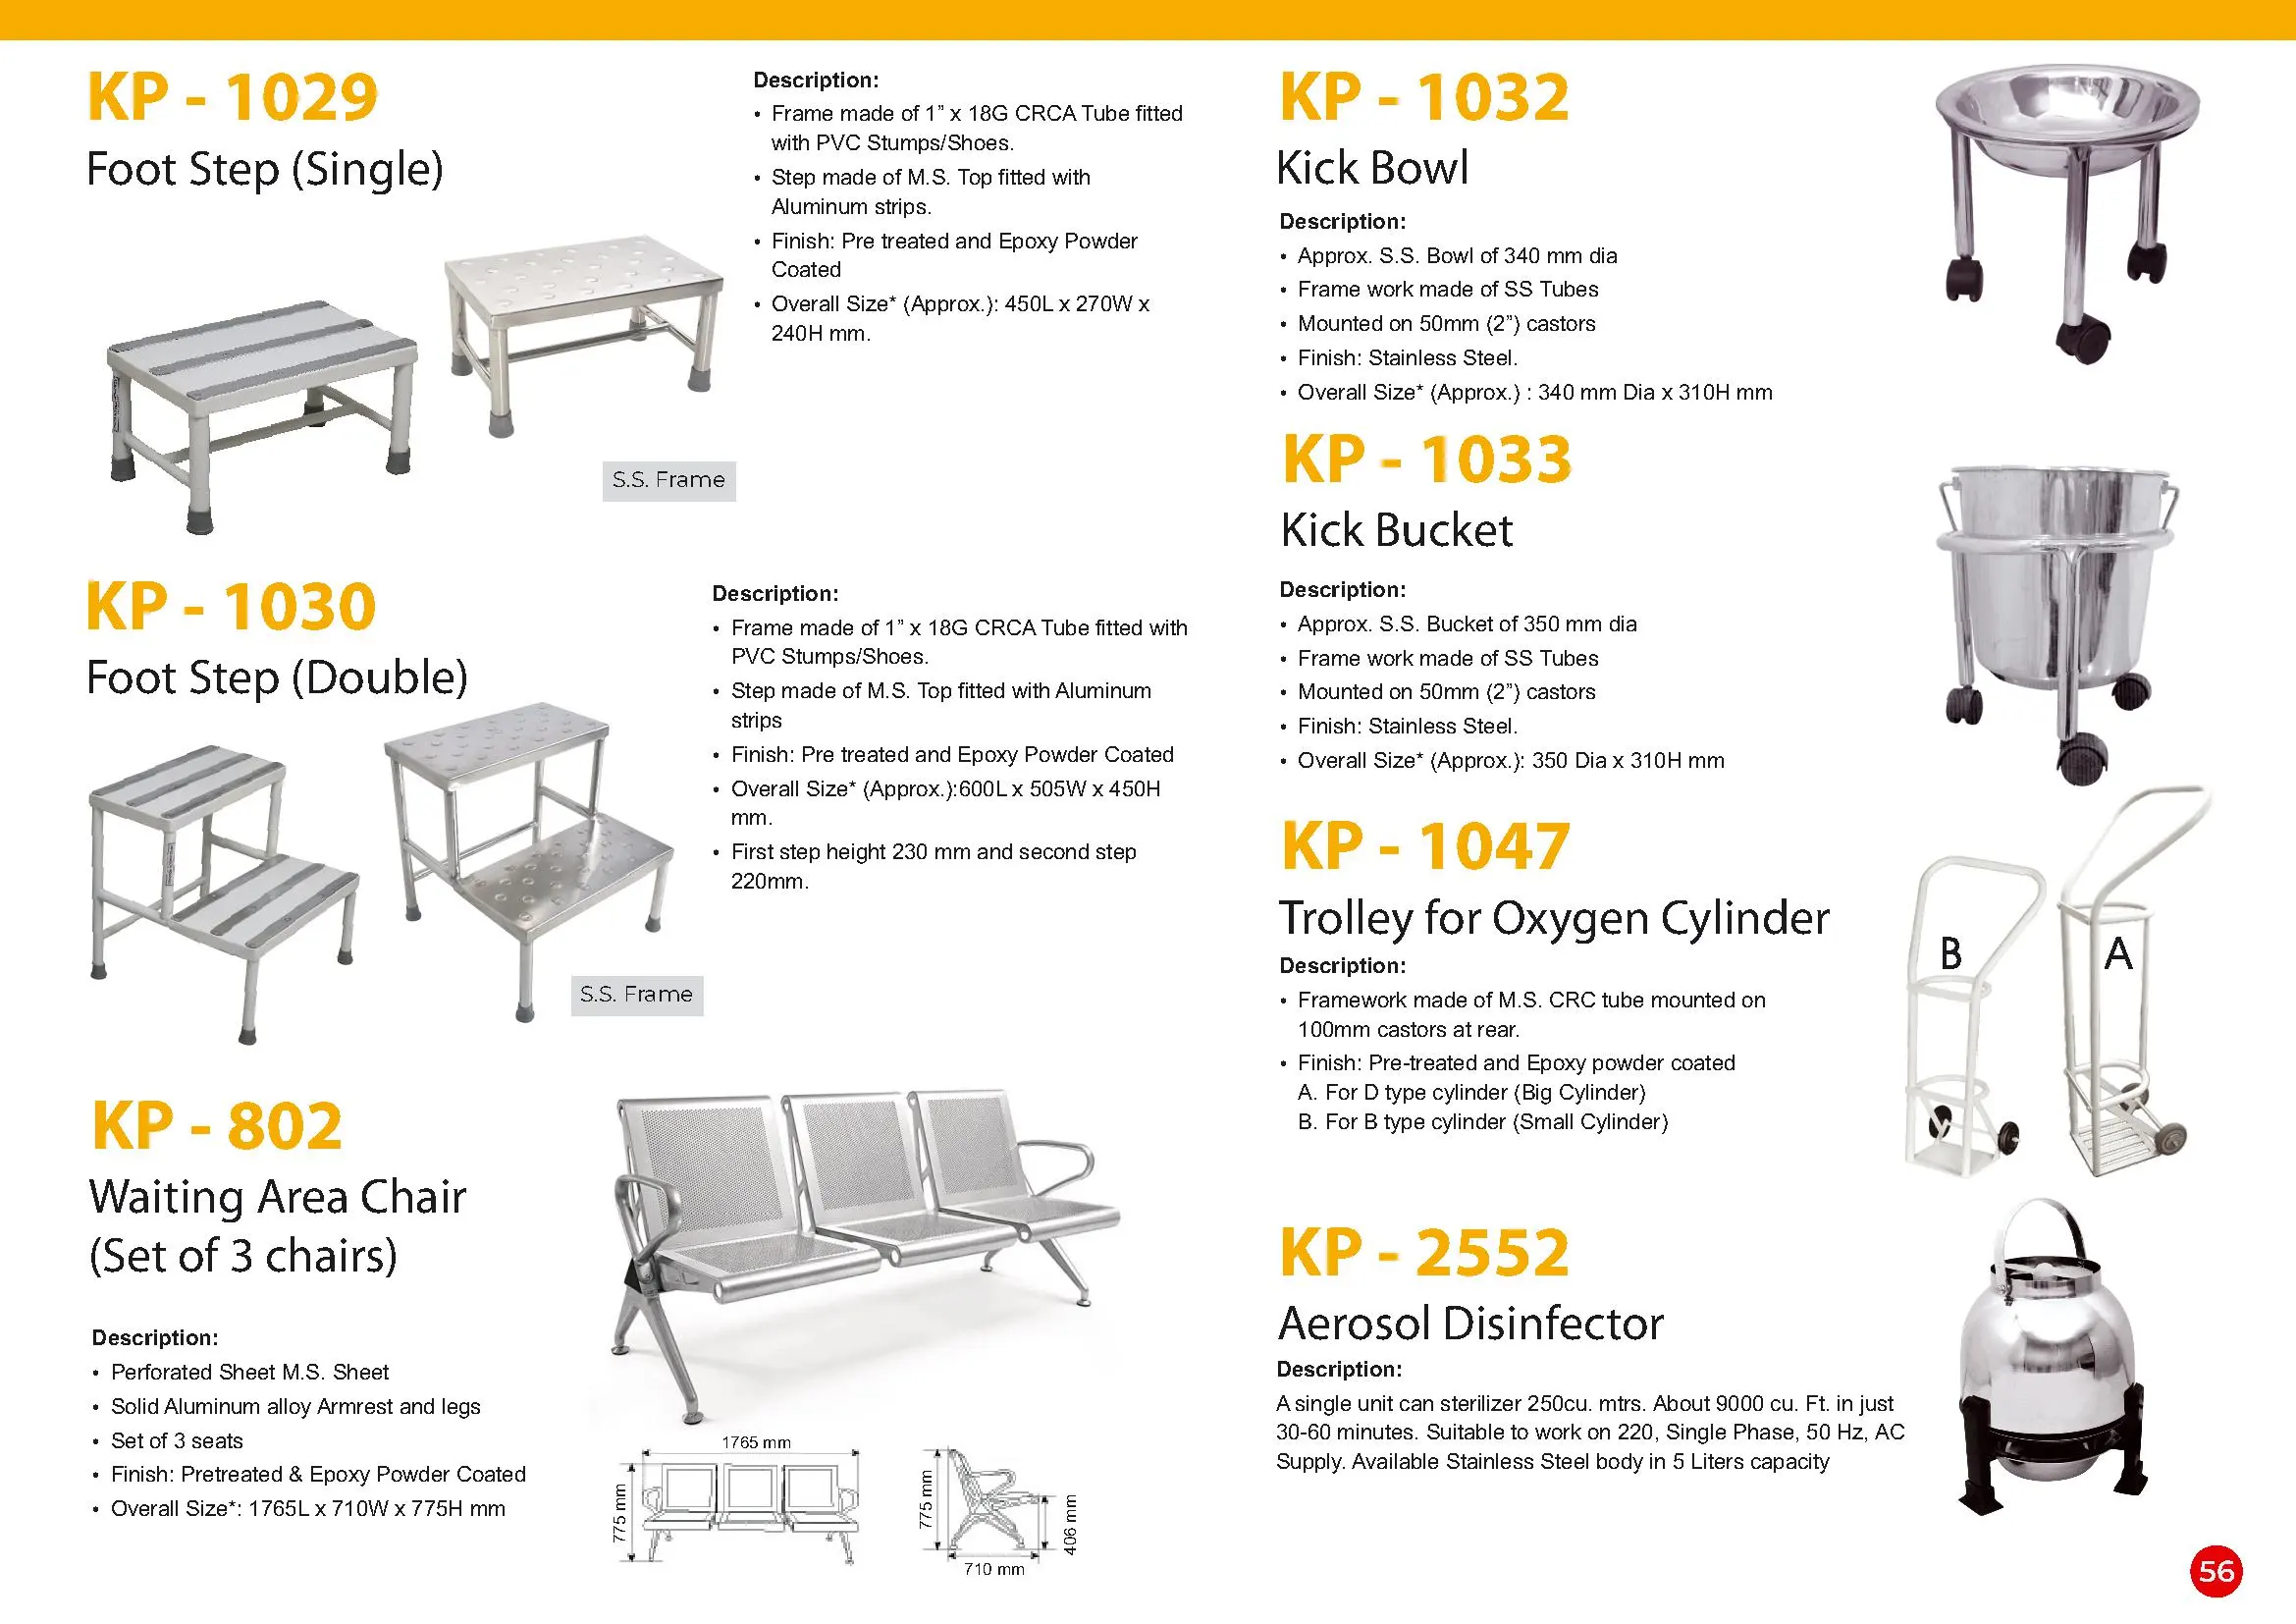 KP - 1029
Foot Step (Single)
Description:
• Frame made of 1” x 18G CRCA Tube fitted
with PVC Stumps/Shoes.
• Step made of M.S. Top fitted with
Aluminum strips.
• Finish: Pre treated and Epoxy Powder
Coated
• Overall Size* (Approx.): 450L x 270W x
240H mm.
S.S. Frame
KP - 1030
Foot Step (Double)
Description:
• Frame made of 1” x 18G CRCA Tube fitted with
PVC Stumps/Shoes.
• Step made of M.S. Top fitted with Aluminum
strips
• Finish: Pre treated and Epoxy Powder Coated
• Overall Size* (Approx.):600L x 505W x 450H
mm.
• First step height 230 mm and second step
220mm.
S.S. Frame
KP - 802
Waiting Area Chair
(Set of 3 chairs)
Description:
• Perforated Sheet M.S. Sheet
• Solid Aluminum alloy Armrest and legs
• Set of 3 seats
• Finish: Pretreated & Epoxy Powder Coated
• Overall Size*: 1765L x 710W x 775H mm
1765 mm
775 mm
775 mm
406 mm
710 mm
KP - 1032
Kick Bowl
Description:
• Approx. S.S. Bowl of 340 mm dia
• Frame work made of SS Tubes
• Mounted on 50mm (2”) castors
• Finish: Stainless Steel.
• Overall Size* (Approx.) : 340 mm Dia x 310H mm
KP - 1033
Kick Bucket
Description:
• Approx. S.S. Bucket of 350 mm dia
• Frame work made of SS Tubes
• Mounted on 50mm (2”) castors
• Finish: Stainless Steel.
• Overall Size* (Approx.): 350 Dia x 310H mm
KP - 1047
Trolley for Oxygen Cylinder
Description:
• Framework made of M.S. CRC tube mounted on
100mm castors at rear.
• Finish: Pre-treated and Epoxy powder coated
A. For D type cylinder (Big Cylinder)
B. For B type cylinder (Small Cylinder)
B
A
KP - 2552
Aerosol Disinfector
Description:
A single unit can sterilizer 250cu. mtrs. About 9000 cu. Ft. in just
30-60 minutes. Suitable to work on 220, Single Phase, 50 Hz, AC
Supply. Available Stainless Steel body in 5 Liters capacity
56